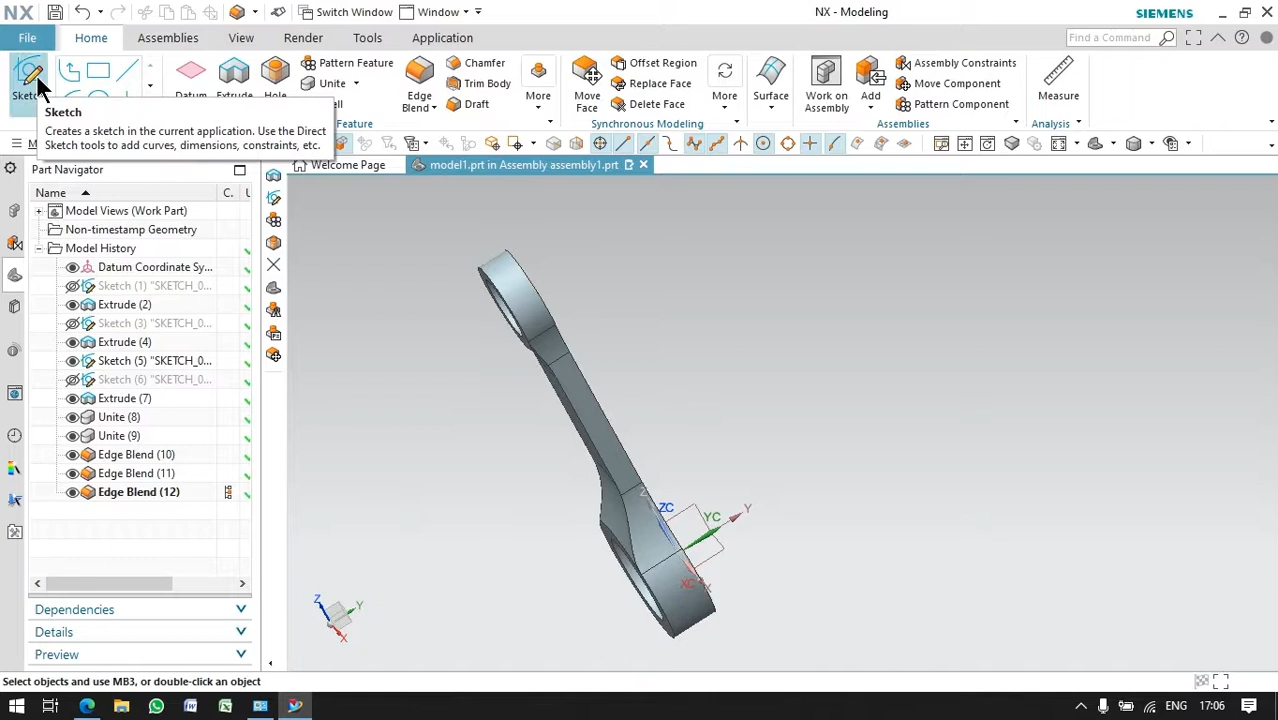 Switch Window
Window
NX - Modeling
SIEMENS
File
Home
Assemblies
View
Render
Tools
Application
Find a Command
Sketch
Datum
Extrude
Hole
Pattern Feature
Unite
Edge
Blend
Chamfer
Trim Body
Draft
More
Feature
Move
Face
Offset Region
Replace Face
Delete Face
More
Synchronous Modeling
Surface
Work on
Assembly
Add
Assembly Constraints
Move Component
Pattern Component
Assemblies
Measure
Analysis
Sketch
Creates a sketch in the current application. Use the Direct
Sketch tools to add curves, dimensions, constraints, etc.
Part Navigator
Welcome Page
model1.prt in Assembly assembly1.prt
Name
C.
Model Views (Work Part)
Non-timestamp Geometry
Model History
Datum Coordinate Sy...
Sketch (1) "SKETCH_0...
Extrude (2)
Sketch (3) "SKETCH_0...
Extrude (4)
Sketch (5) "SKETCH_0...
Sketch (6) "SKETCH_0...
Extrude (7)
Unite (8)
Unite (9)
Edge Blend (10)
Edge Blend (11)
Edge Blend (12)
Z
ZC
YC
Y
XC
X
Z
Y
X
Dependencies
Details
Preview
Select objects and use MB3, or double-click an object
ENG
17:06